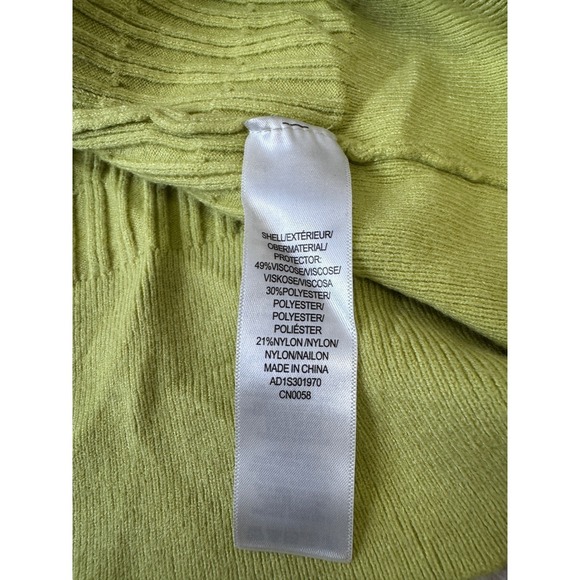 SHELL/EXTÉRIEUR/
OBERMATERIAL/
PROTECTOR:
49%VISCOSE/VISCOSE/
VISKOSE/VISCOSA
30%POLYESTER/
POLYESTER/
POLYESTER/
POLIÉSTER
21%NYLON /NYLON/
NYLON/NAILON
MADE IN CHINA
AD1S301970
CN0058